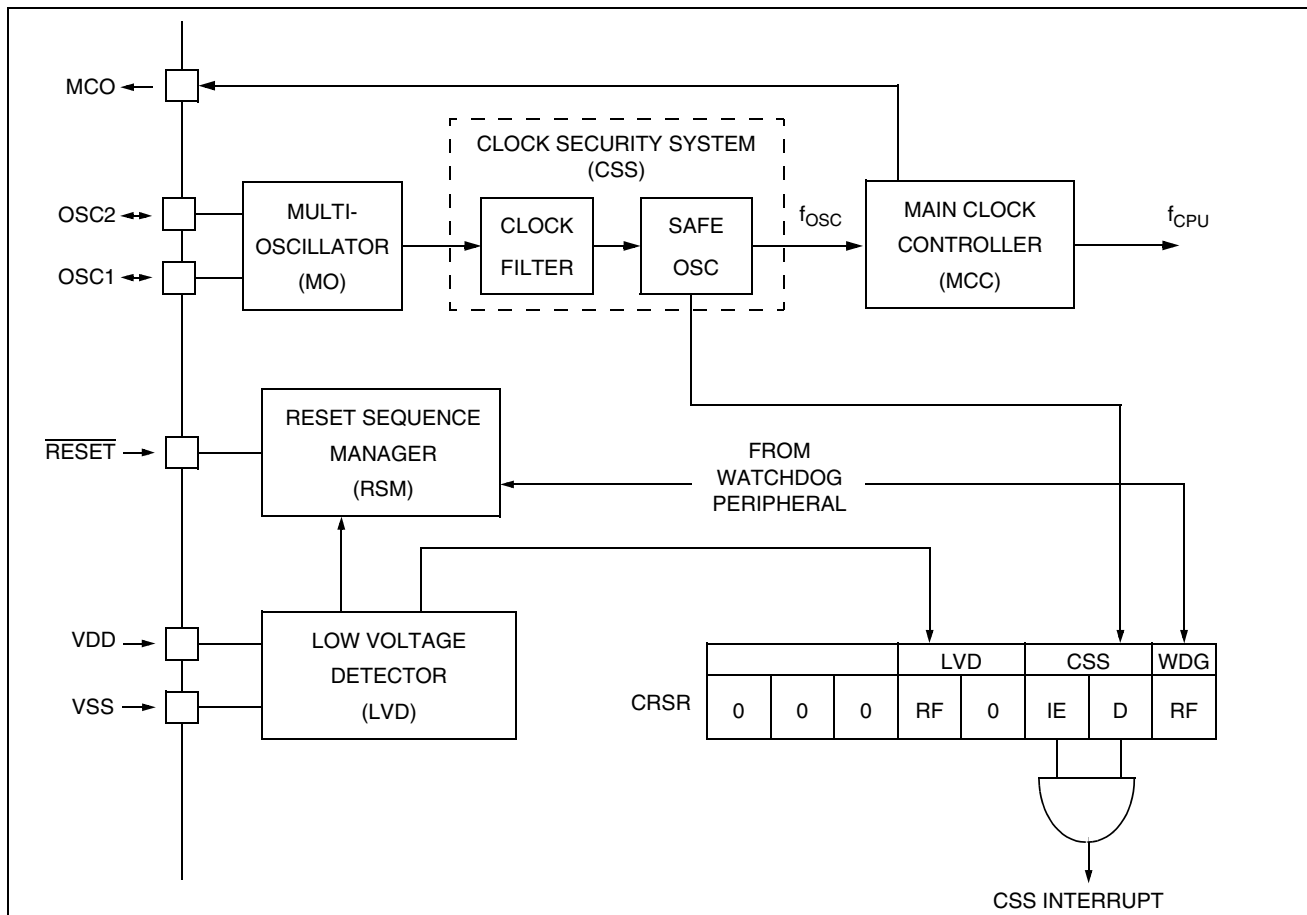 MCO
CLOCK SECURITY SYSTEM
(CSS)
OSC2
OSC1
MULTI-
OSCILLATOR
(MO)
CLOCK
FILTER
SAFE
OSC
fOSC
MAIN CLOCK
CONTROLLER
(MCC)
fCPU
RESET
RESET SEQUENCE
MANAGER
(RSM)
FROM
WATCHDOG
PERIPHERAL
VDD
VSS
LOW VOLTAGE
DETECTOR
(LVD)
LVD CSS WDG
CRSR 0 0 0 RF 0 IE D RF
CSS INTERRUPT